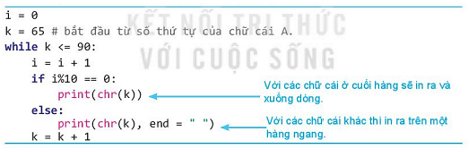 KẾT NỐI TRI THỨC
VỚI CUỘC SỐNG
i = 0
k = 65 # bắt đầu từ số thứ tự của chữ cái A.
while k <= 90:
    i = i + 1
    if i%10 == 0:
        print(chr(k))
Với các chữ cái ở cuối hàng sẽ in ra và
xuống dòng.
    else:
        print(chr(k), end = " ")
Với các chữ cái khác thì in ra trên một
hàng ngang.
    k = k + 1